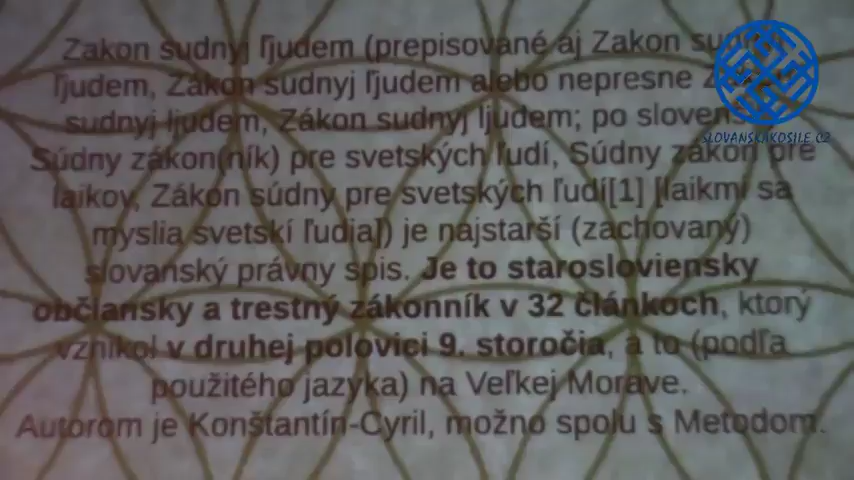 Zakon sudnyj ľjudem (prepisované aj Zakon
ľjudem, Zákon sudnyj ľjudem alebo nepresne
sudnyj ljudem, Zákon sudnyj ljudem; po
SLOVANSKAKOSILE.CZ
Súdny zákon(ník) pre svetských ľudí, Súdny zákon pre
laikov, Zákon súdny pre svetských ľudí[1] [laikmi sa
myslia svetskí ľudia]) je najstarší (zachovaný)
slovanský právny spis. Je to starosloviensky
občiansky a trestný zákonník v 32 článkoch, ktorý
vznikol v druhej polovici 9. storočia, a to (podľa
použitého jazyka) na Veľkej Morave.
Autorom je Konštantín-Cyril, možno spolu s Metodom.